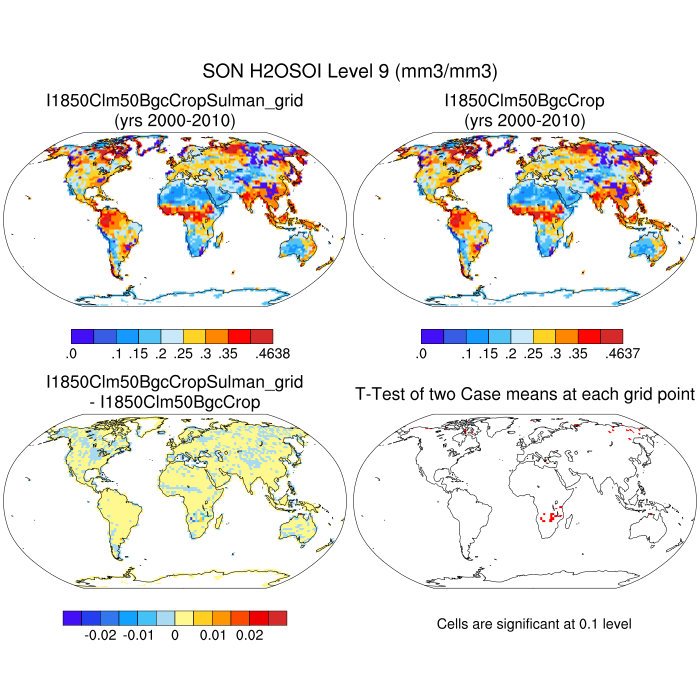 SON H2OSOI Level 9 (mm3/mm3)
I1850Clm50BgcCropSulman_grid
(yrs 2000-2010)
I1850Clm50BgcCrop
(yrs 2000-2010)
.0 .1 .15 .2 .25 .3 .35 .4638
.0 .1 .15 .2 .25 .3 .35 .4637
I1850Clm50BgcCropSulman_grid
- I1850Clm50BgcCrop
T-Test of two Case means at each grid point
-0.02 -0.01 0 0.01 0.02
Cells are significant at 0.1 level